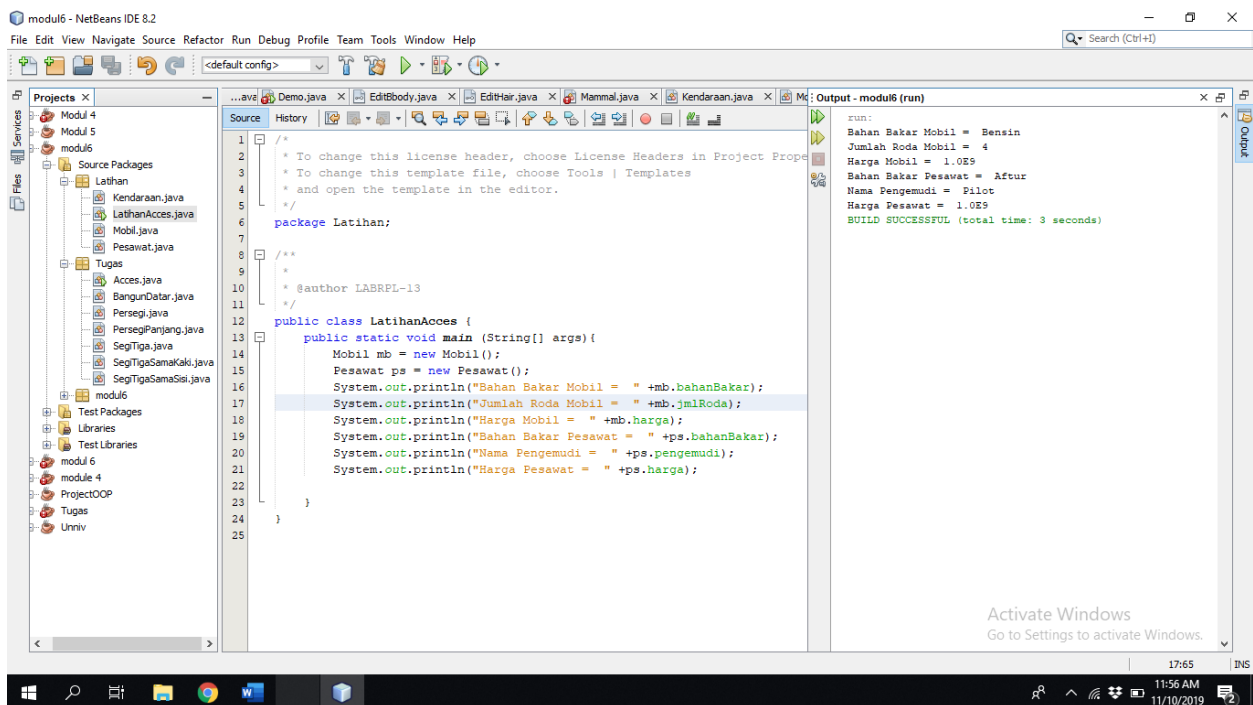 modul6 - NetBeans IDE 8.2
File Edit View Navigate Source Refactor Run Debug Profile Team Tools Window Help
Search (Ctrl+I)
<default config>
Projects
Services
Files
Modul 4
Modul 5
modul6
Source Packages
Latihan
Kendaraan.java
LatihanAcces.java
Mobil.java
Pesawat.java
Tugas
Acces.java
BangunDatar.java
Persegi.java
PersegiPanjang.java
SegiTiga.java
SegiTigaSamaKaki.java
SegiTigaSamaSisi.java
modul6
Test Packages
Libraries
Test Libraries
modul 6
module 4
ProjectOOP
Tugas
Unniv
...ava Demo.java EditBbody.java EditHair.java Mammal.java Kendaraan.java Mo
Source History
1 /*
2 * To change this license header, choose License Headers in Project Prope
3 * To change this template file, choose Tools | Templates
4 * and open the template in the editor.
5 */
6 package Latihan;
7
8 /**
9 *
10 * @author LABRPL-13
11 */
12 public class LatihanAcces {
13 public static void main (String[] args){
14 Mobil mb = new Mobil();
15 Pesawat ps = new Pesawat();
16 System.out.println("Bahan Bakar Mobil =  " +mb.bahanBakar);
17 System.out.println("Jumlah Roda Mobil =  " +mb.jmlRoda);
18 System.out.println("Harga Mobil =  " +mb.harga);
19 System.out.println("Bahan Bakar Pesawat =  " +ps.bahanBakar);
20 System.out.println("Nama Pengemudi =  " +ps.pengemudi);
21 System.out.println("Harga Pesawat =  " +ps.harga);
22
23 }
24 }
25
Output - modul6 (run)
Output
run:
Bahan Bakar Mobil =  Bensin
Jumlah Roda Mobil =  4
Harga Mobil =  1.0E9
Bahan Bakar Pesawat =  Aftur
Nama Pengemudi =  Pilot
Harga Pesawat =  1.0E9
BUILD SUCCESSFUL (total time: 3 seconds)
Activate Windows
Go to Settings to activate Windows.
17:65 INS
11:56 AM
11/10/2019
2